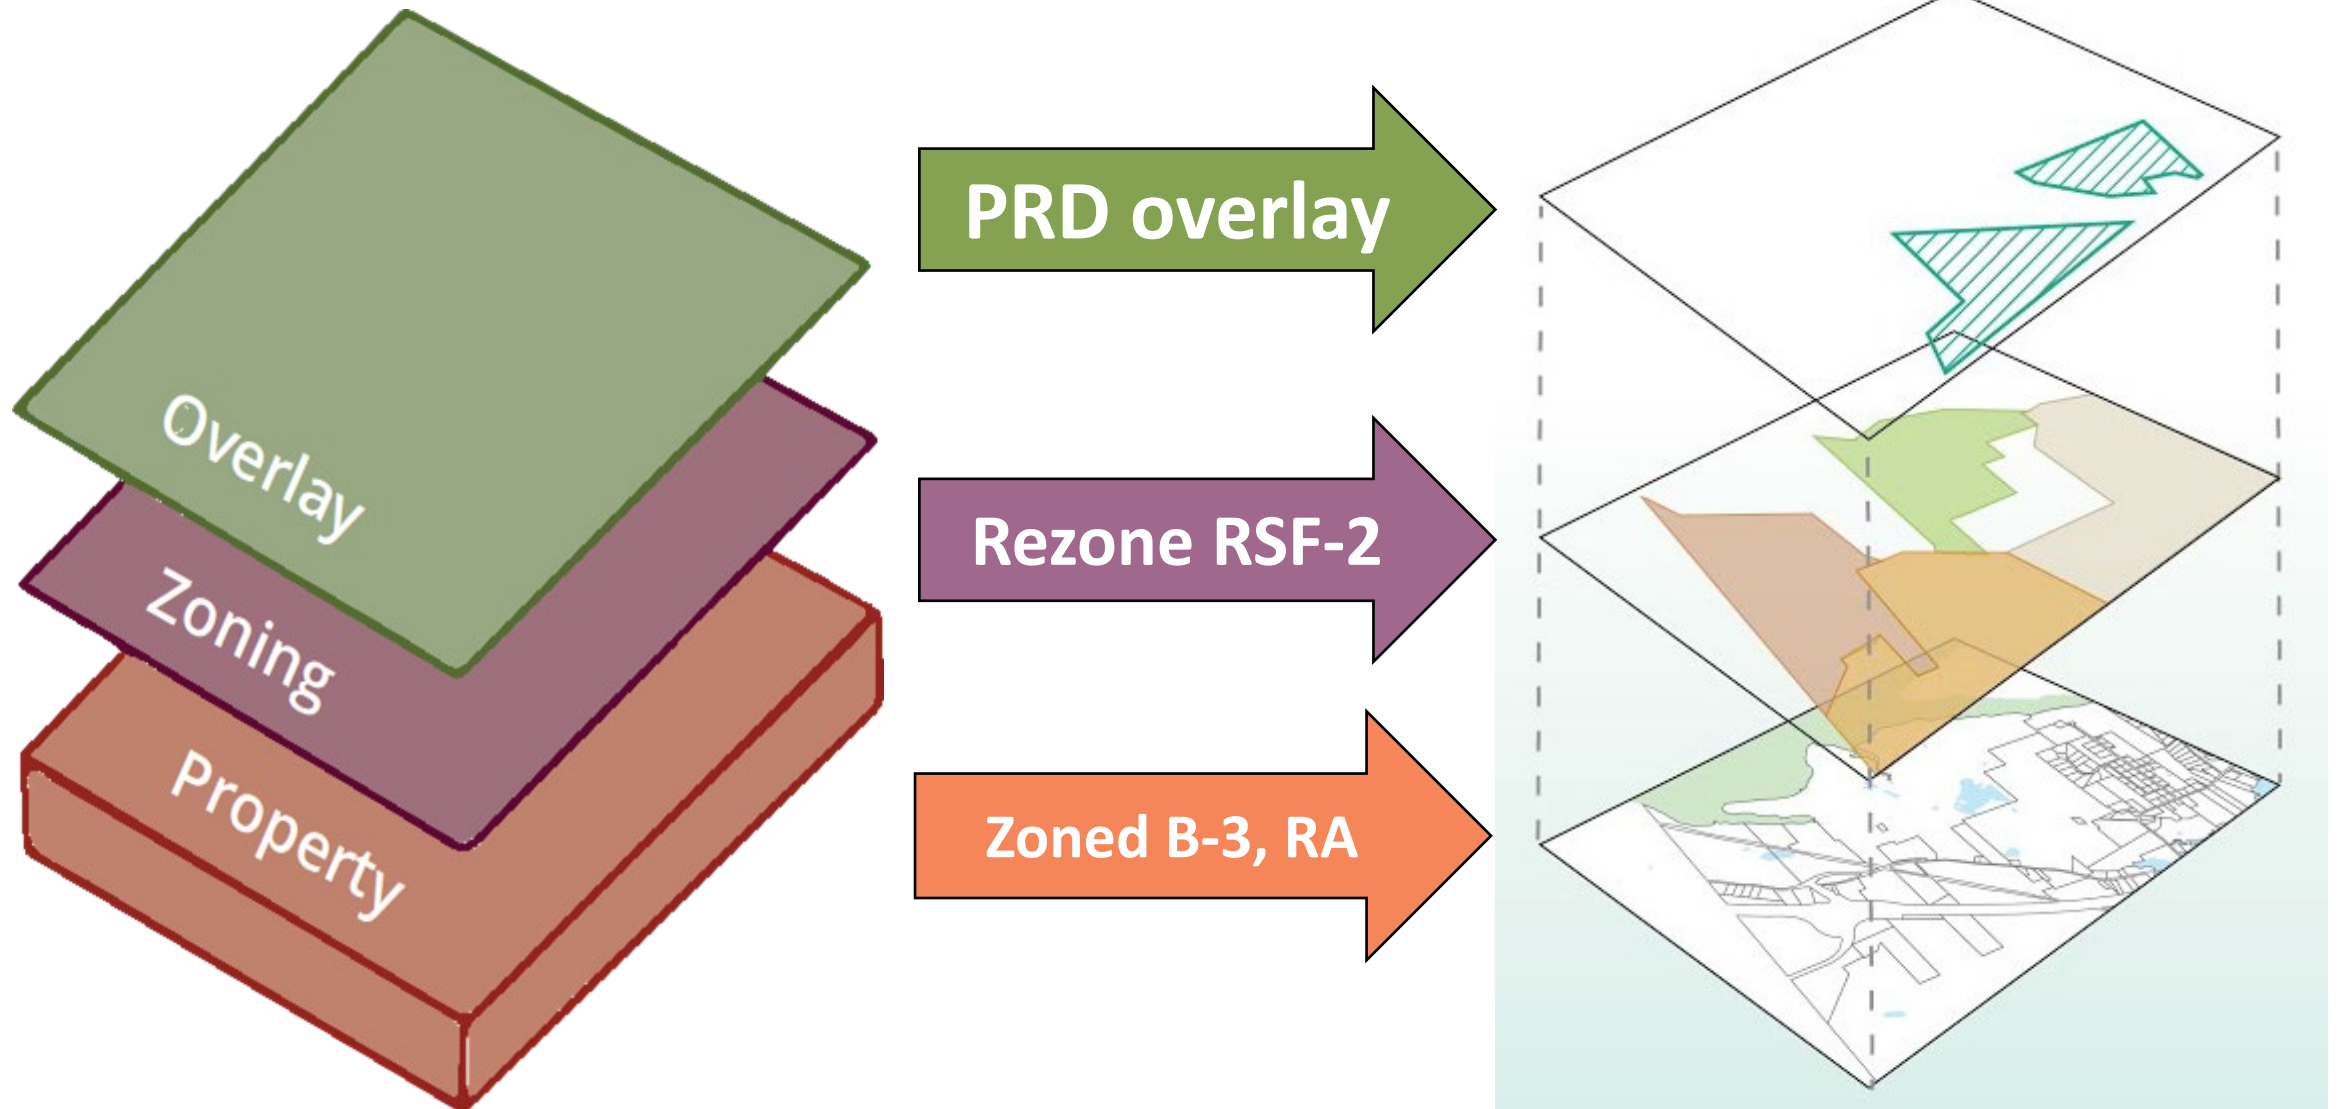 Overlay
Zoning
Property
PRD overlay
Rezone RSF-2
Zoned B-3, RA